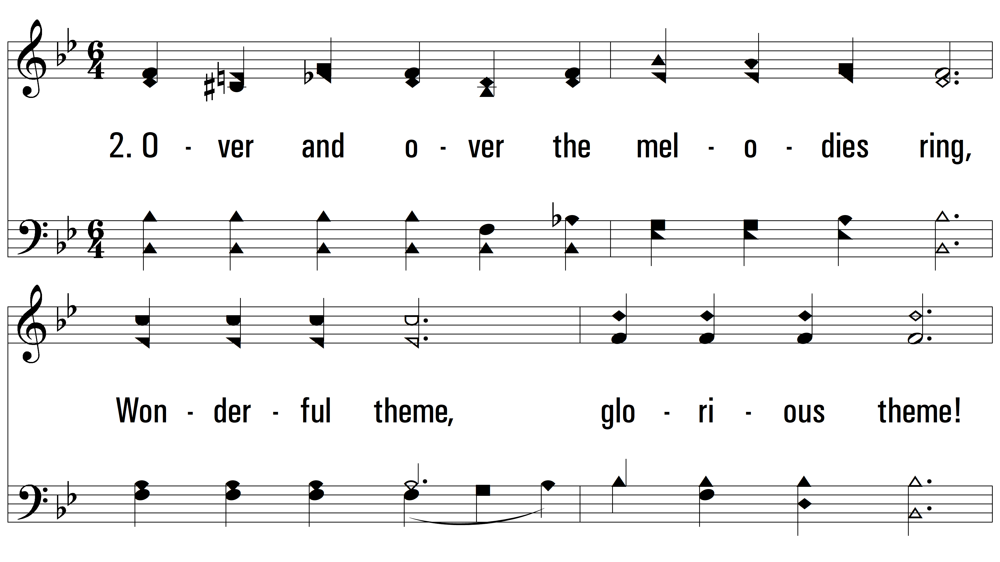 2. O - ver and o - ver the mel - o - dies ring,
Won - der - ful theme, glo - ri - ous theme!